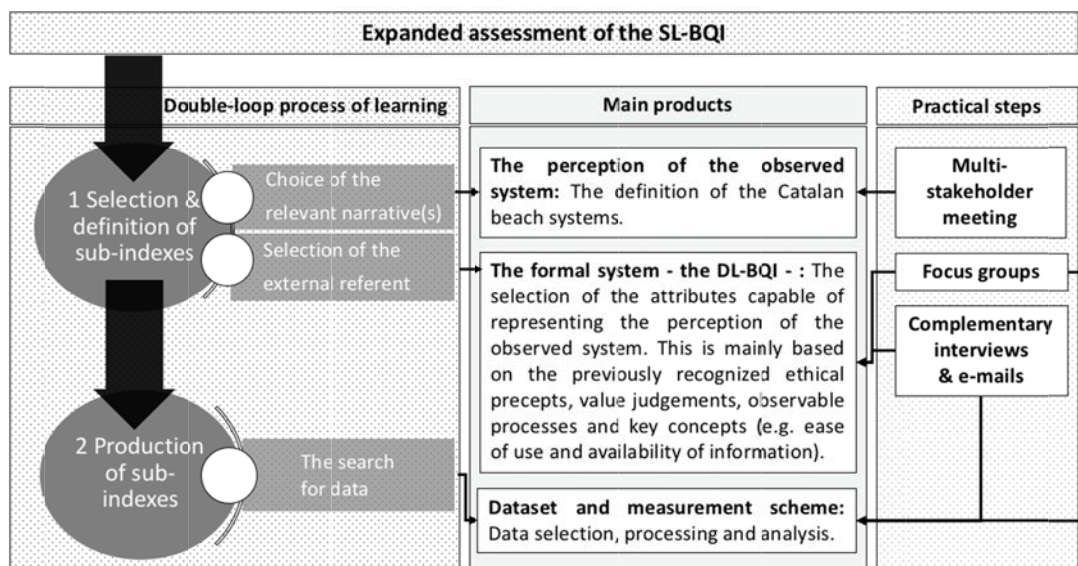 Expanded assessment of the SL-BQI
Double-loop process of learning
Main products
Practical steps
1 Selection &
definition of
sub-indexes
Choice of the
relevant narrative(s)
Selection of the
external referent
The perception of the observed
system: The definition of the Catalan
beach systems.
Multi-
stakeholder
meeting
The formal system - the DL-BQI - : The
selection of the attributes capable of
representing the perception of the
observed system. This is mainly based
on the previously recognized ethical
precepts, value judgements, observable
processes and key concepts (e.g. ease
of use and availability of information).
Focus groups
Complementary
interviews
& e-mails
2 Production
of sub-
indexes
The search
for data
Dataset and measurement scheme:
Data selection, processing and analysis.